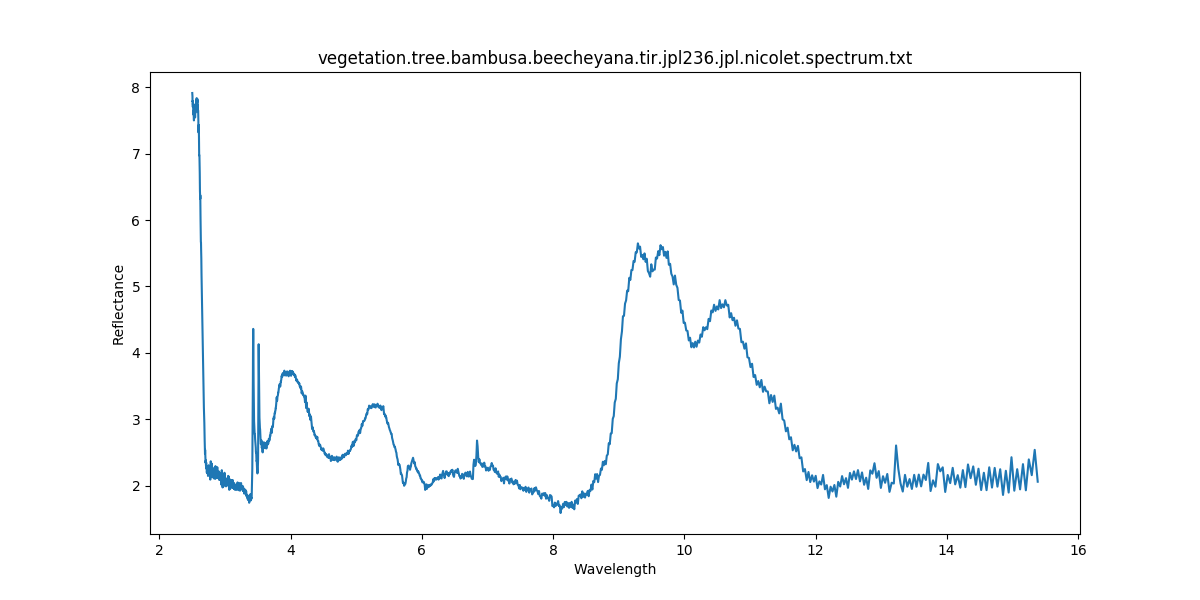 vegetation.tree.bambusa.beecheyana.tir.jpl236.jpl.nicolet.spectrum.txt
8
7
6
5
4
3
2
Reflectance
2 4 6 8 10 12 14 16
Wavelength